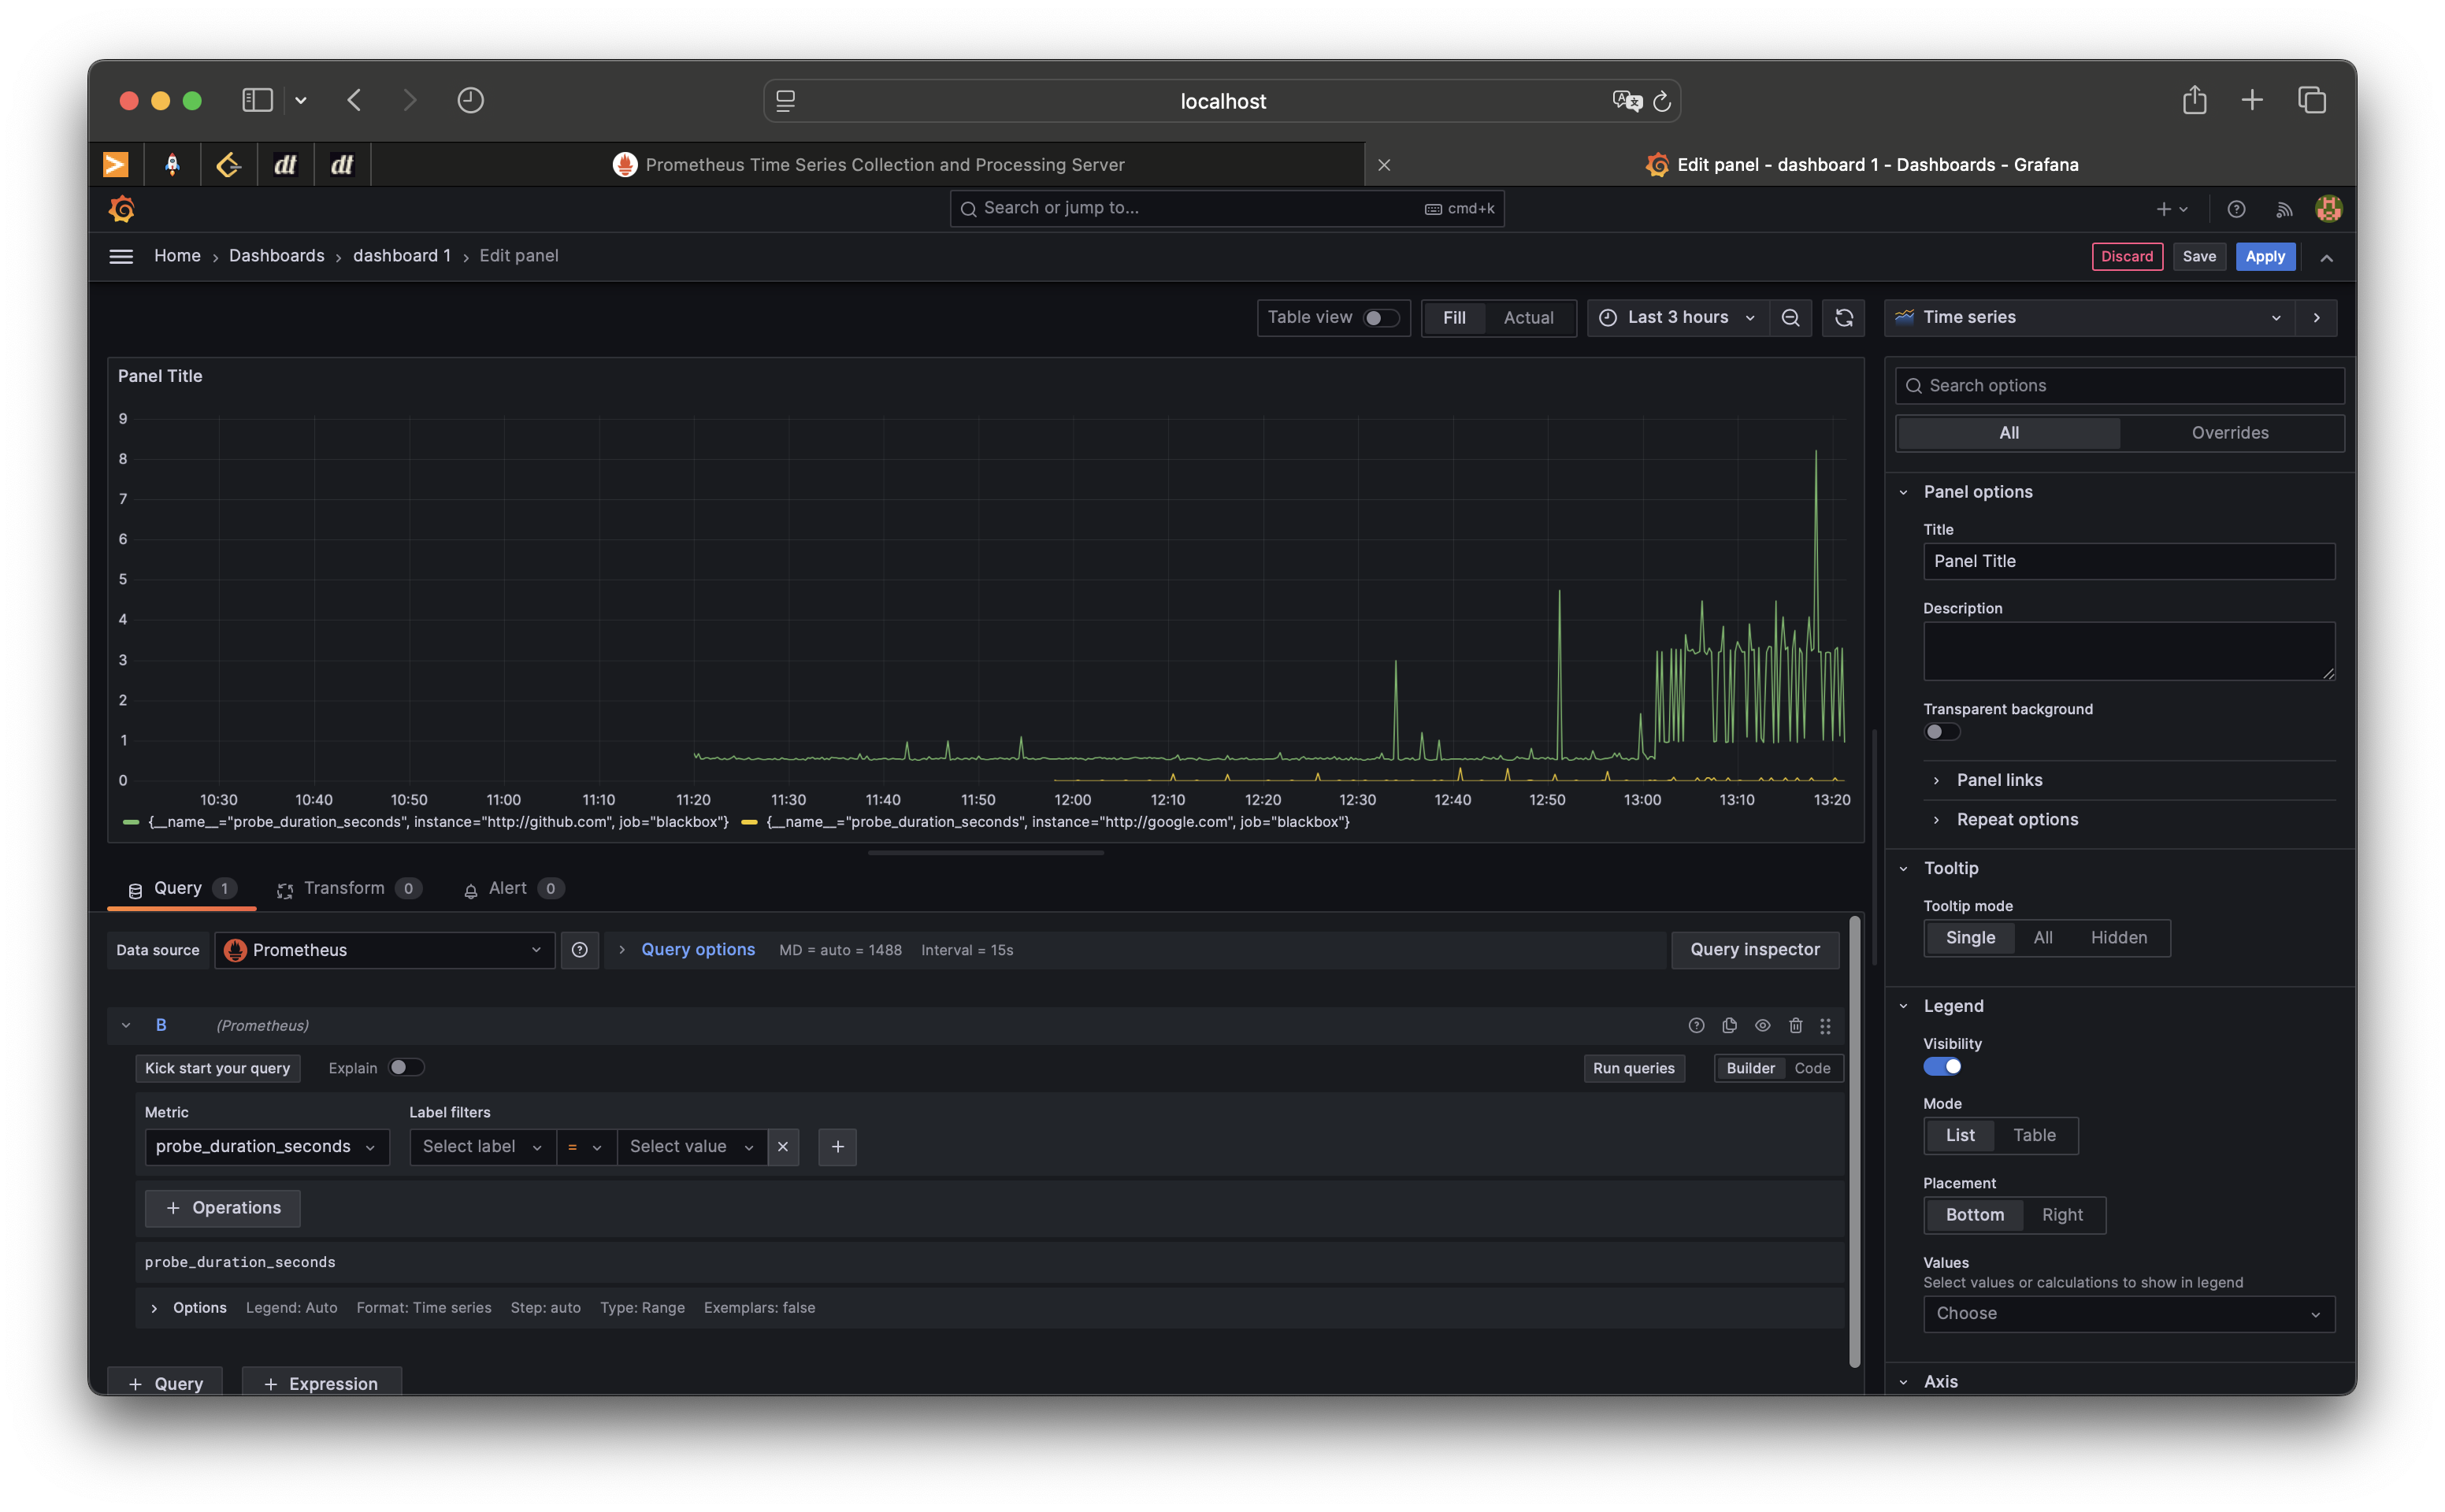 localhost
dt
dt
Prometheus Time Series Collection and Processing Server
Edit panel - dashboard 1 - Dashboards - Grafana
Search or jump to...
cmd+k
Home › Dashboards › dashboard 1 › Edit panel
Discard
Save
Apply
Table view
Fill
Actual
Last 3 hours
Time series
Panel Title
9
8
7
6
5
4
3
2
1
0
10:30 10:40 10:50 11:00 11:10 11:20 11:30 11:40 11:50 12:00 12:10 12:20 12:30 12:40 12:50 13:00 13:10 13:20
{__name__="probe_duration_seconds", instance="http://github.com", job="blackbox"} {__name__="probe_duration_seconds", instance="http://google.com", job="blackbox"}
Query 1
Transform 0
Alert 0
Data source
Prometheus
Query options
MD = auto = 1488
Interval = 15s
Query inspector
B
(Prometheus)
Kick start your query
Explain
Run queries
Builder
Code
Metric
Label filters
probe_duration_seconds
Select label
=
Select value
+ Operations
probe_duration_seconds
Options Legend: Auto Format: Time series Step: auto Type: Range Exemplars: false
+ Query
+ Expression
Search options
All
Overrides
Panel options
Title
Panel Title
Description
Transparent background
Panel links
Repeat options
Tooltip
Tooltip mode
Single
All
Hidden
Legend
Visibility
Mode
List
Table
Placement
Bottom
Right
Values
Select values or calculations to show in legend
Choose
Axis